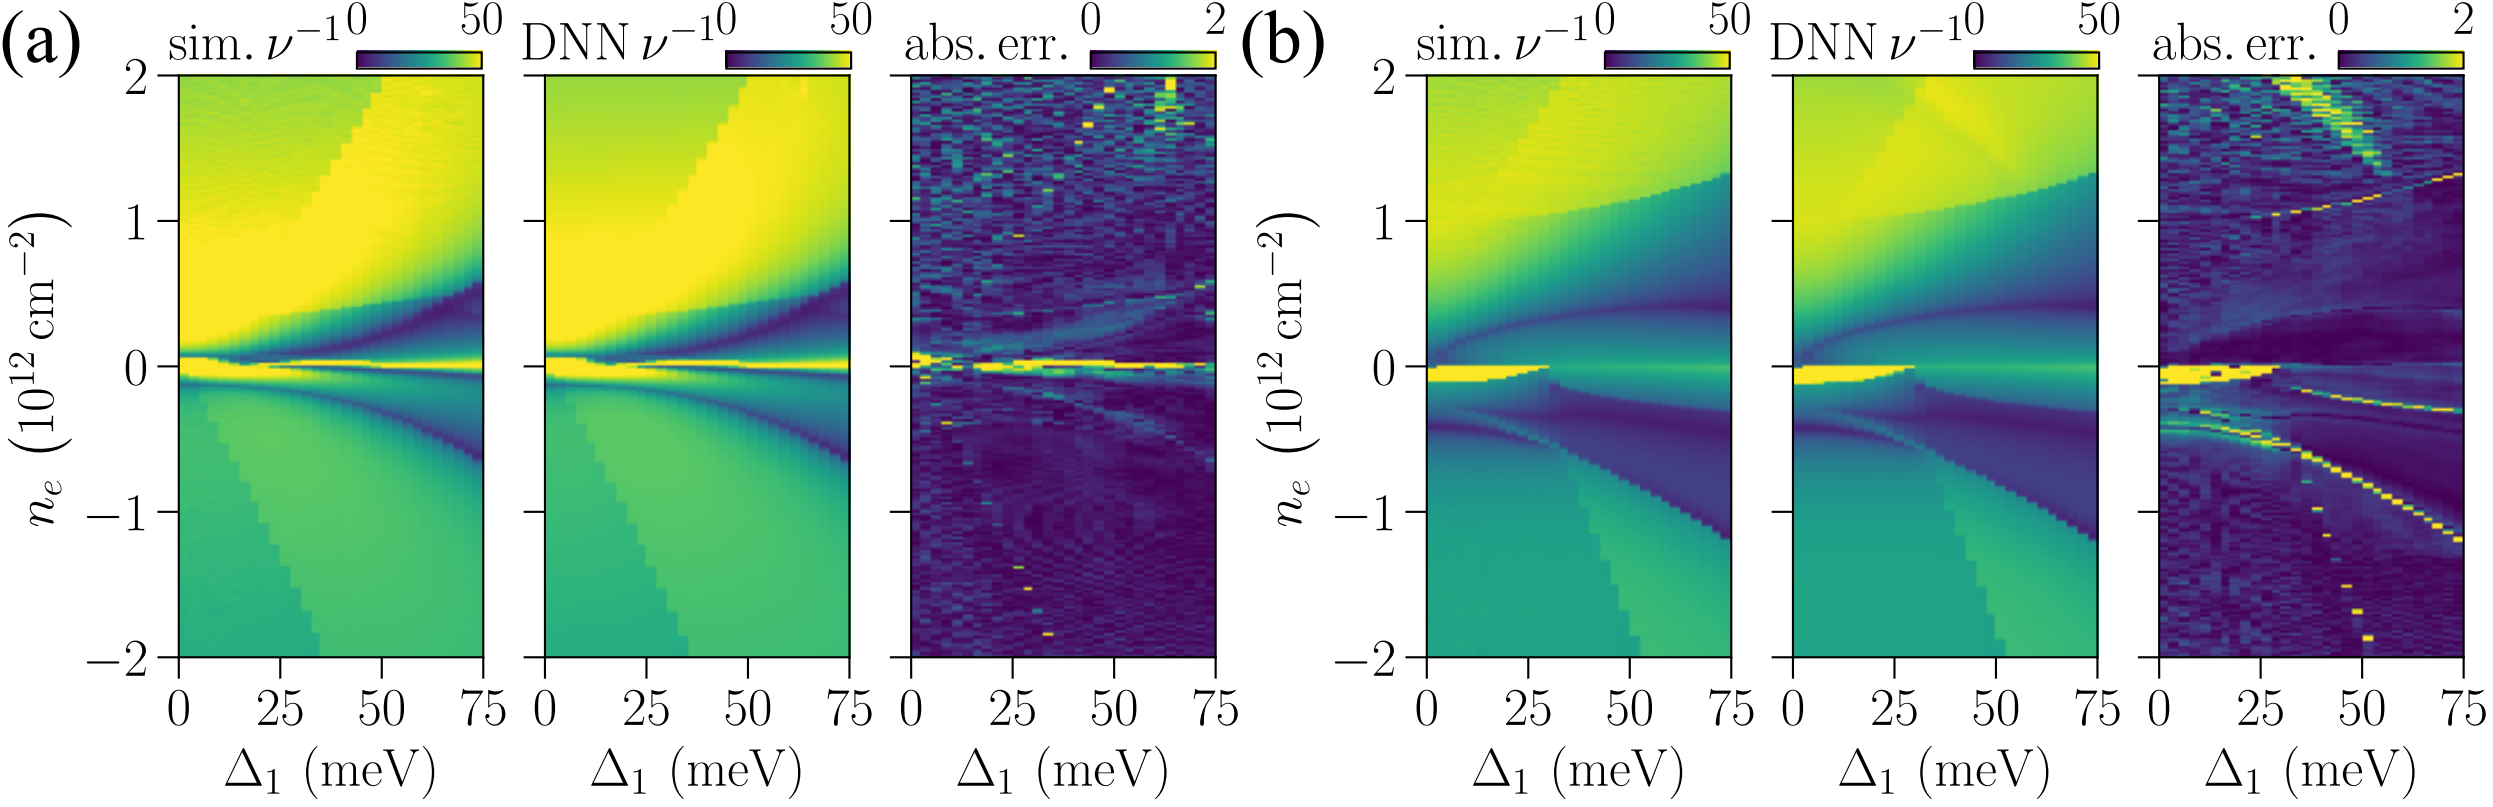 (a)
sim. ν⁻¹ 0 50
DNN ν⁻¹ 0 50
abs. err. 0 2
2
1
0
−1
−2
nₑ (10¹² cm⁻²)
0 25 50 75
0 25 50 75
0 25 50 75
Δ₁ (meV)
Δ₁ (meV)
Δ₁ (meV)
(b)
sim. ν⁻¹ 0 50
DNN ν⁻¹ 0 50
abs. err. 0 2
2
1
0
−1
−2
nₑ (10¹² cm⁻²)
0 25 50 75
0 25 50 75
0 25 50 75
Δ₁ (meV)
Δ₁ (meV)
Δ₁ (meV)